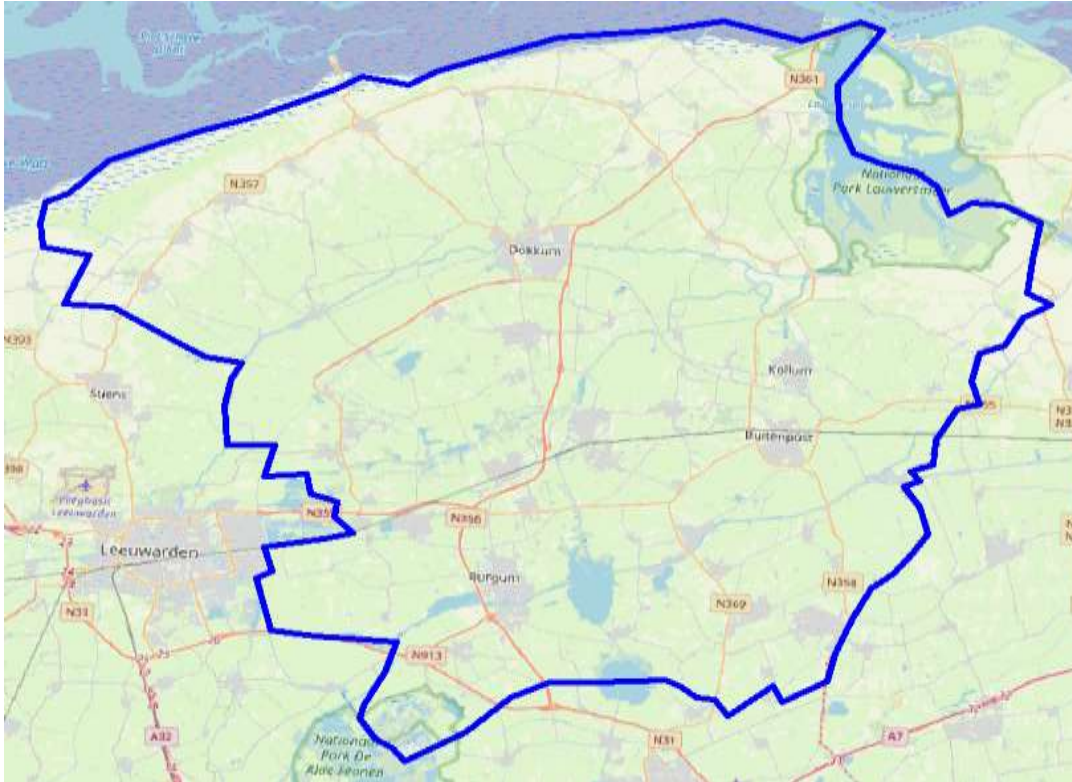 N361
N357
Nationaal
Park Lauwersmeer
Dokkum
N393
Stiens
Kollum
Buitenpost
Vliegbasis
Leeuwarden
N356
Leeuwarden
Burgum
N358
N369
N31
N913
A32
Nationaal
Park De
Alde Feanen
N31
A7